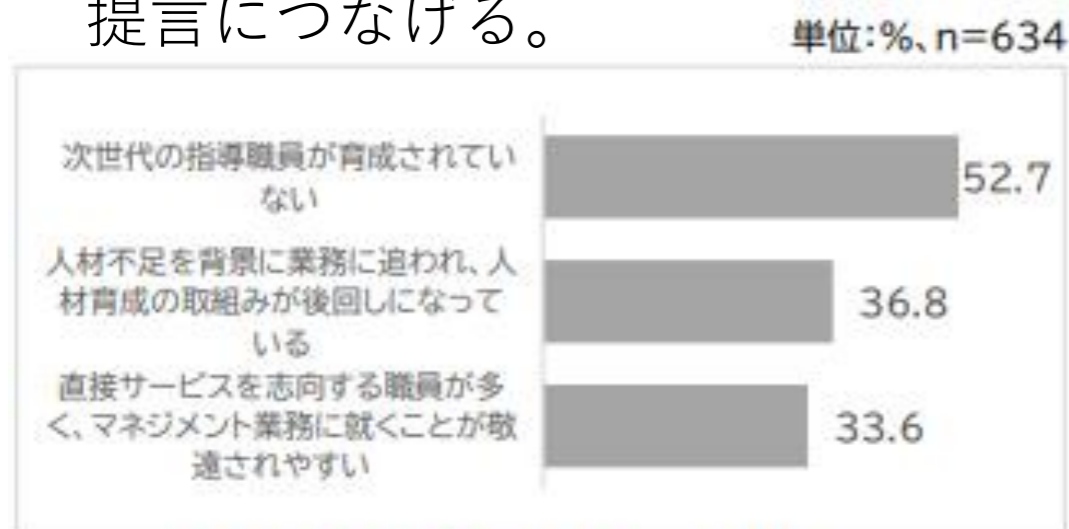 提言につなげる。
単位:%、n=634
次世代の指導職員が育成されてい
ない
52.7
人材不足を背景に業務に追われ、人
材育成の取組みが後回しになって
いる
36.8
直接サービスを志向する職員が多
く、マネジメント業務に就くことが敬
遠されやすい
33.6